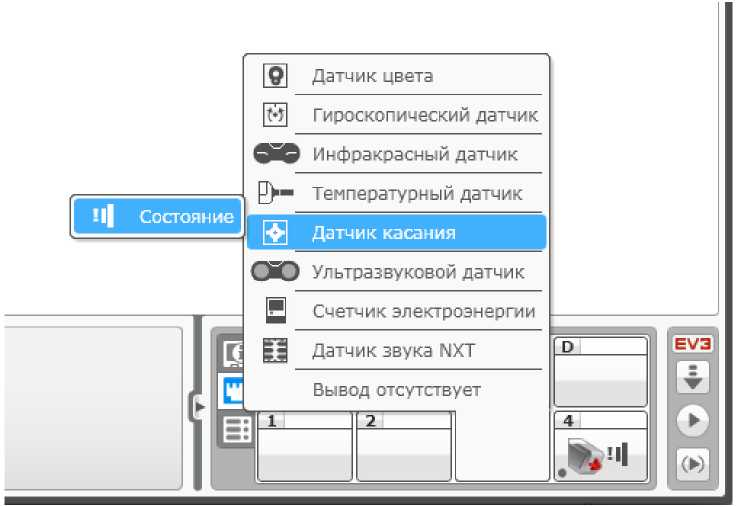 Датчик цвета
Гироскопический датчик
Инфракрасный датчик
Температурный датчик
Состояние
Датчик касания
Ультразвуковой датчик
Счетчик электроэнергии
Датчик звука NXT
Вывод отсутствует
D
EV3
1
2
4